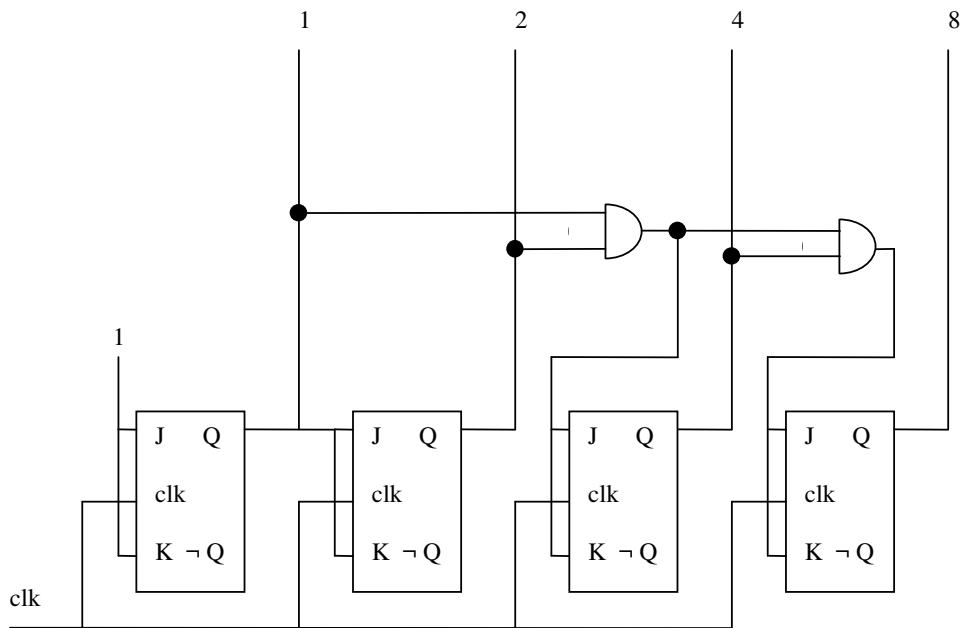 1 2 4 8
1
J Q J Q J Q J Q
clk clk clk clk
K ¬ Q K ¬ Q K ¬ Q K ¬ Q
clk